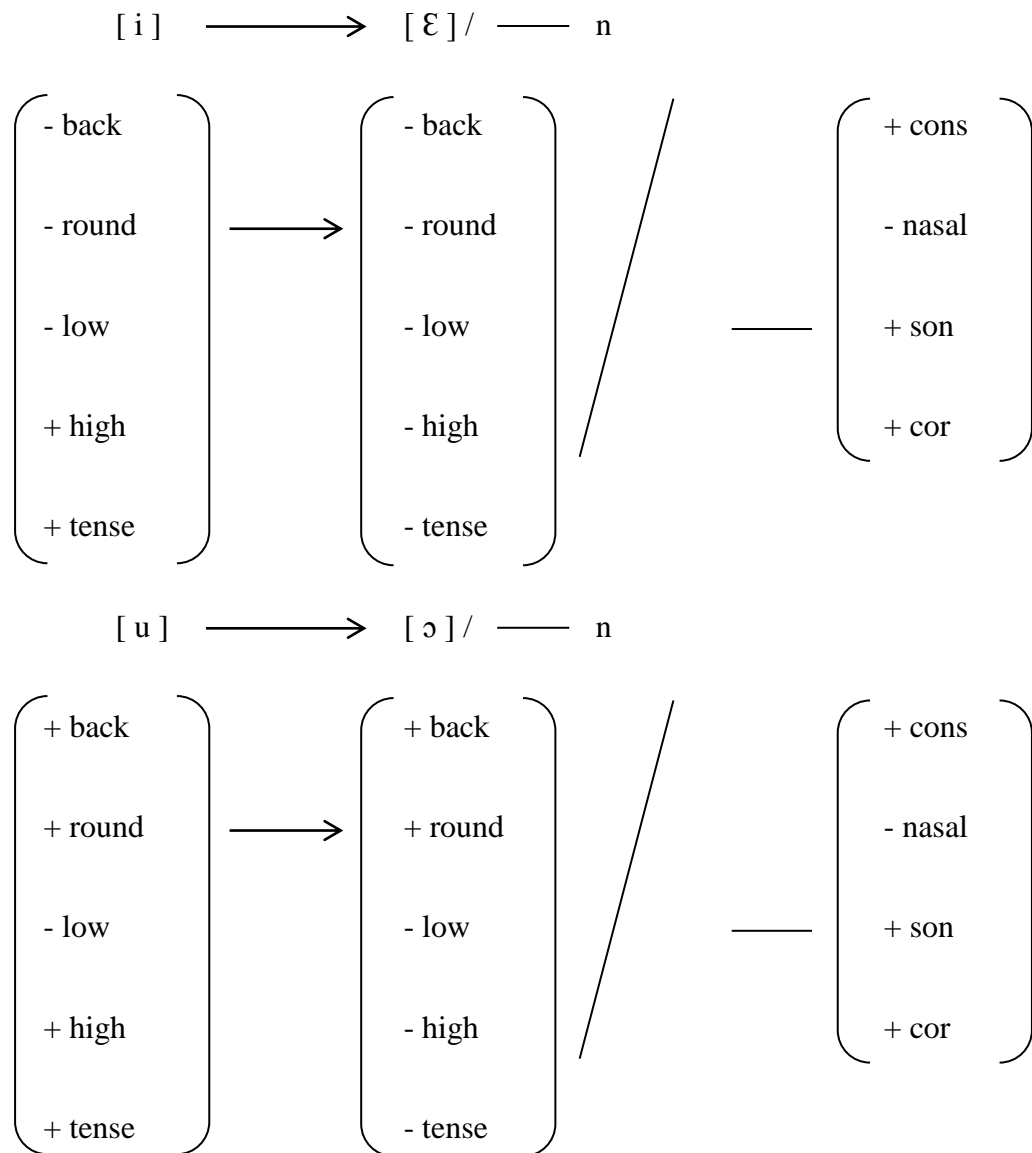 [ i ] ⟶ [ Ɛ ] / — n
- back - back + cons
- round ⟶ - round - nasal
- low - low / — + son
+ high - high + cor
+ tense - tense
[ u ] ⟶ [ ɔ ] / — n
+ back + back + cons
+ round ⟶ + round - nasal
- low - low / — + son
+ high - high + cor
+ tense - tense